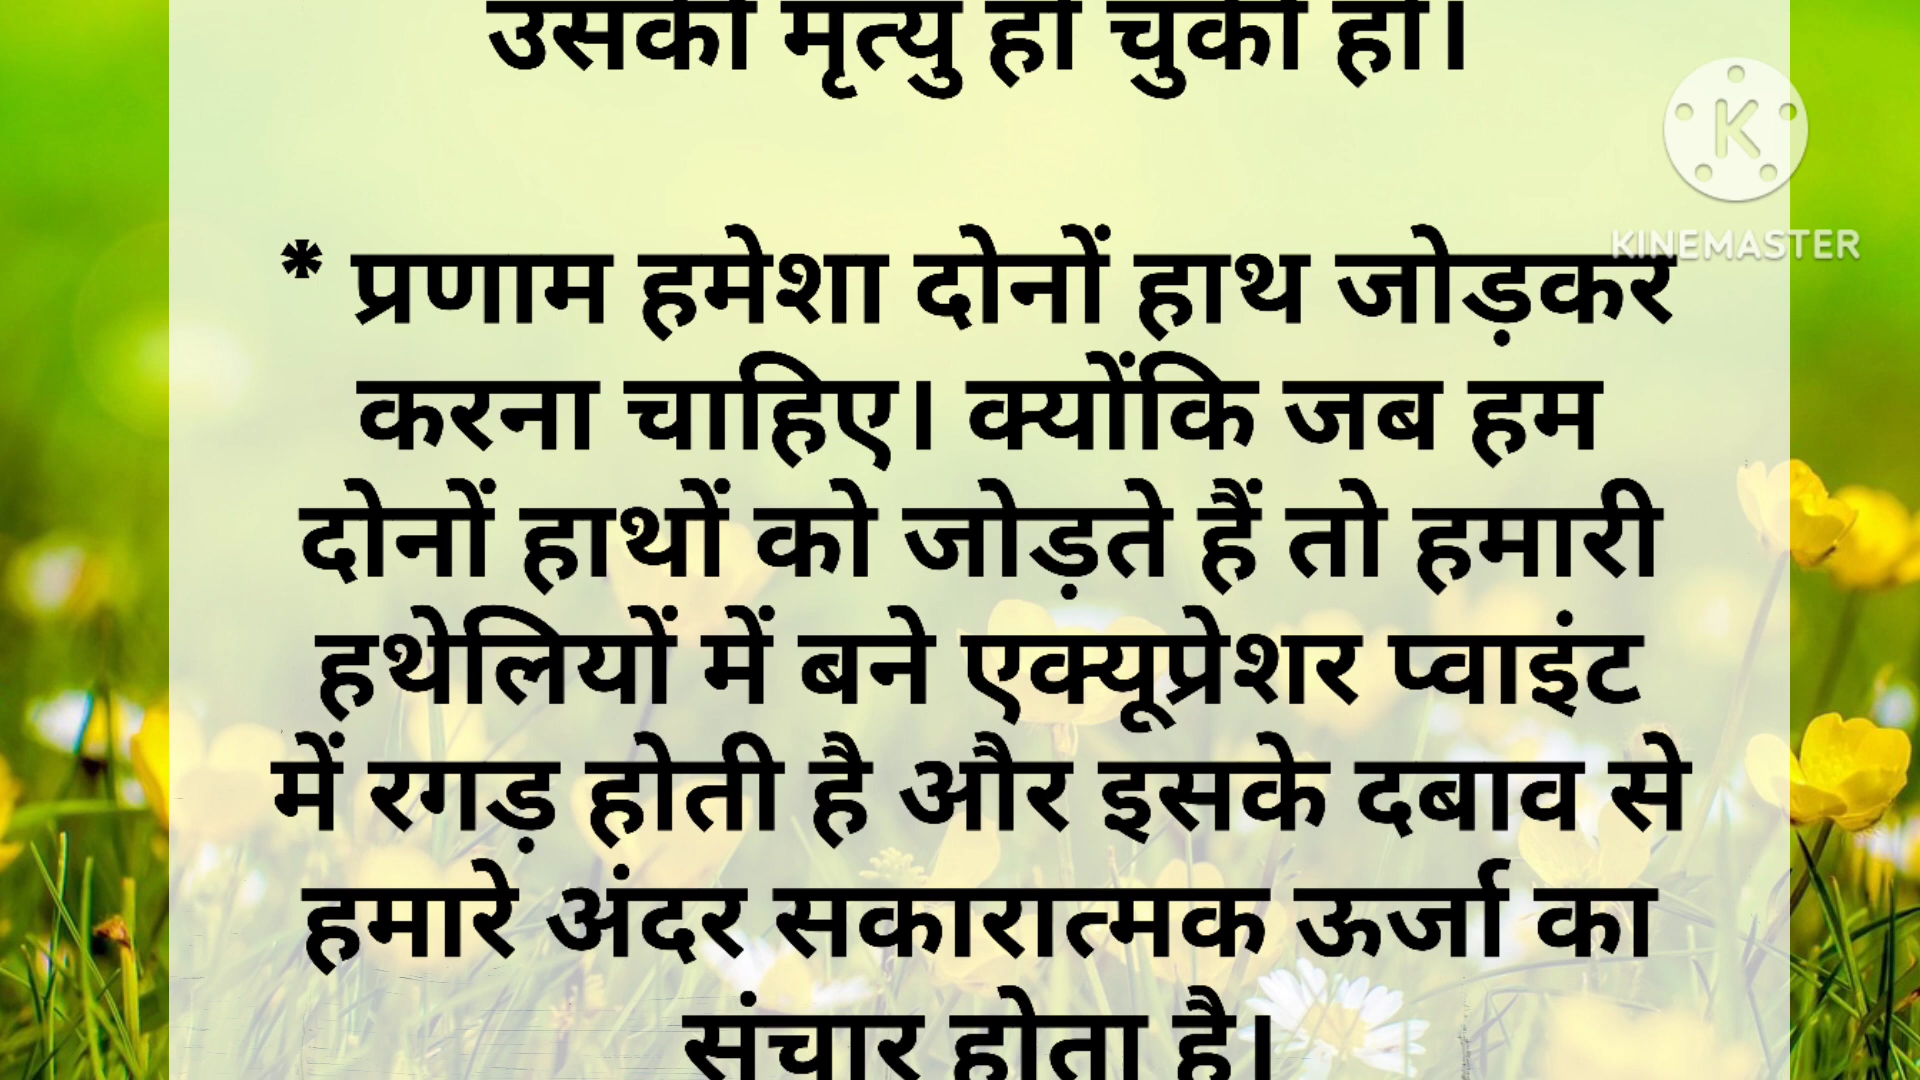 उसकी मृत्यु हो चुकी हो।
K
KINEMASTER
* प्रणाम हमेशा दोनों हाथ जोड़कर
करना चाहिए। क्योंकि जब हम
दोनों हाथों को जोड़ते हैं तो हमारी
हथेलियों में बने एक्यूप्रेशर प्वाइंट
में रगड़ होती है और इसके दबाव से
हमारे अंदर सकारात्मक ऊर्जा का
संचार होता है।